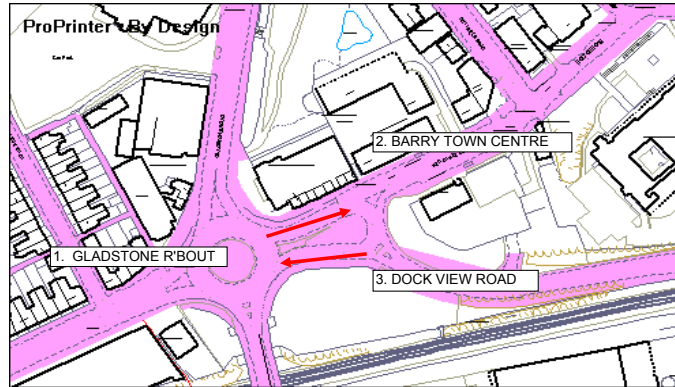 ProPrinter - By Design
2. BARRY TOWN CENTRE
1. GLADSTONE R'BOUT
3. DOCK VIEW ROAD